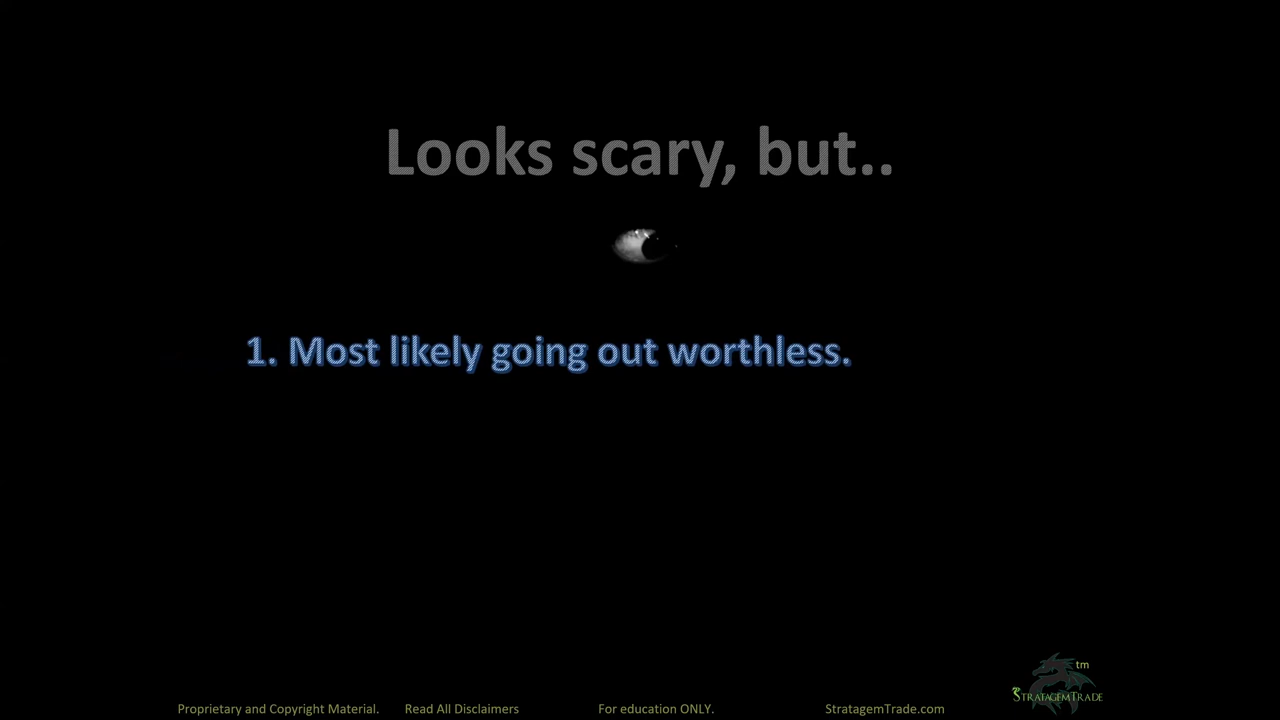 Looks scary, but..
1. Most likely going out worthless.
tm
STRATAGEMTRADE
Proprietary and Copyright Material. Read All Disclaimers For education ONLY. StratagemTrade.com